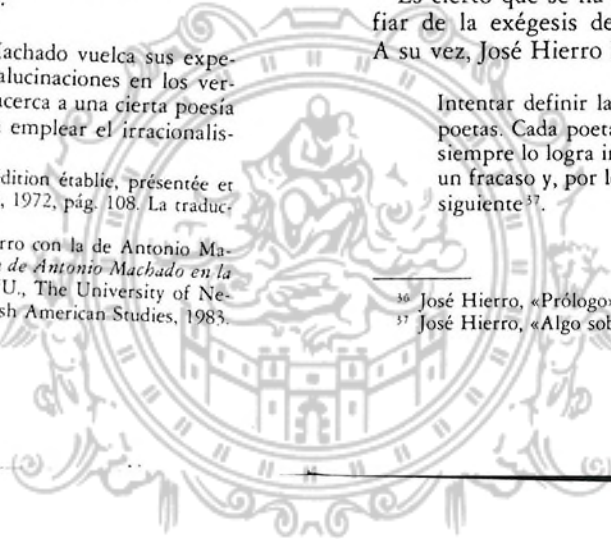 Machado vuelca sus expe-
alucinaciones en los ver-
acerca a una cierta poesía
emplear el irracionalis-
dition établie, présentée et
, 1972, pág. 108. La traduc-
rro con la de Antonio Ma-
de Antonio Machado en la
U., The University of Ne-
sh American Studies, 1983.
Es cierto que se ha
fiar de la exégesis de
A su vez, José Hierro
Intentar definir la
poetas. Cada poeta
siempre lo logra in
un fracaso y, por l
siguiente³⁷.
³⁶ José Hierro, «Prólogo»
³⁷ José Hierro, «Algo sob